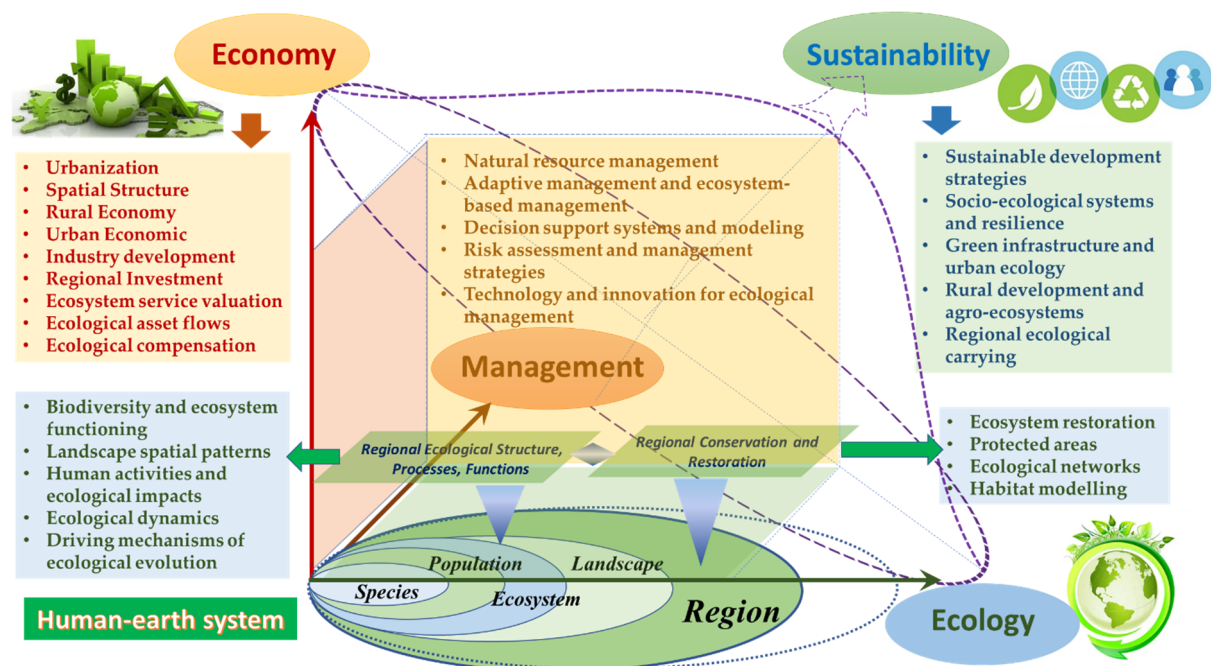 Economy
Sustainability
• Urbanization
• Spatial Structure
• Rural Economy
• Urban Economic
• Industry development
• Regional Investment
• Ecosystem service valuation
• Ecological asset flows
• Ecological compensation
• Natural resource management
• Adaptive management and ecosystem-
based management
• Decision support systems and modeling
• Risk assessment and management
strategies
• Technology and innovation for ecological
management
• Sustainable development
strategies
• Socio-ecological systems
and resilience
• Green infrastructure and
urban ecology
• Rural development and
agro-ecosystems
• Regional ecological
carrying
Management
• Biodiversity and ecosystem
functioning
• Landscape spatial patterns
• Human activities and
ecological impacts
• Ecological dynamics
• Driving mechanisms of
ecological evolution
Regional Ecological Structure,
Processes, Functions
Regional Conservation and
Restoration
• Ecosystem restoration
• Protected areas
• Ecological networks
• Habitat modelling
Species
Population
Ecosystem
Landscape
Region
Human-earth system
Ecology